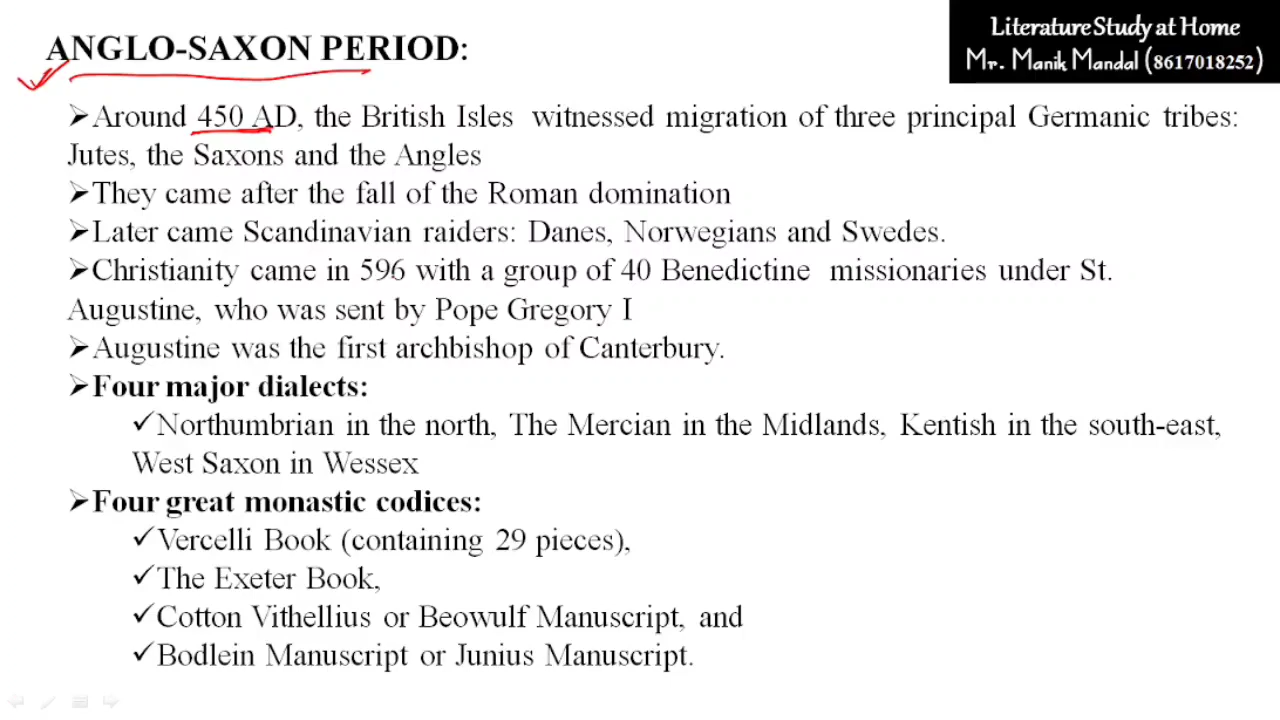 Literature Study at Home
Mr. Manik Mandal (8617018252)
ANGLO-SAXON PERIOD:
➢Around 450 AD, the British Isles witnessed migration of three principal Germanic tribes:
Jutes, the Saxons and the Angles
➢They came after the fall of the Roman domination
➢Later came Scandinavian raiders: Danes, Norwegians and Swedes.
➢Christianity came in 596 with a group of 40 Benedictine missionaries under St.
Augustine, who was sent by Pope Gregory I
➢Augustine was the first archbishop of Canterbury.
➢Four major dialects:
✓Northumbrian in the north, The Mercian in the Midlands, Kentish in the south-east,
West Saxon in Wessex
➢Four great monastic codices:
✓Vercelli Book (containing 29 pieces),
✓The Exeter Book,
✓Cotton Vithellius or Beowulf Manuscript, and
✓Bodlein Manuscript or Junius Manuscript.